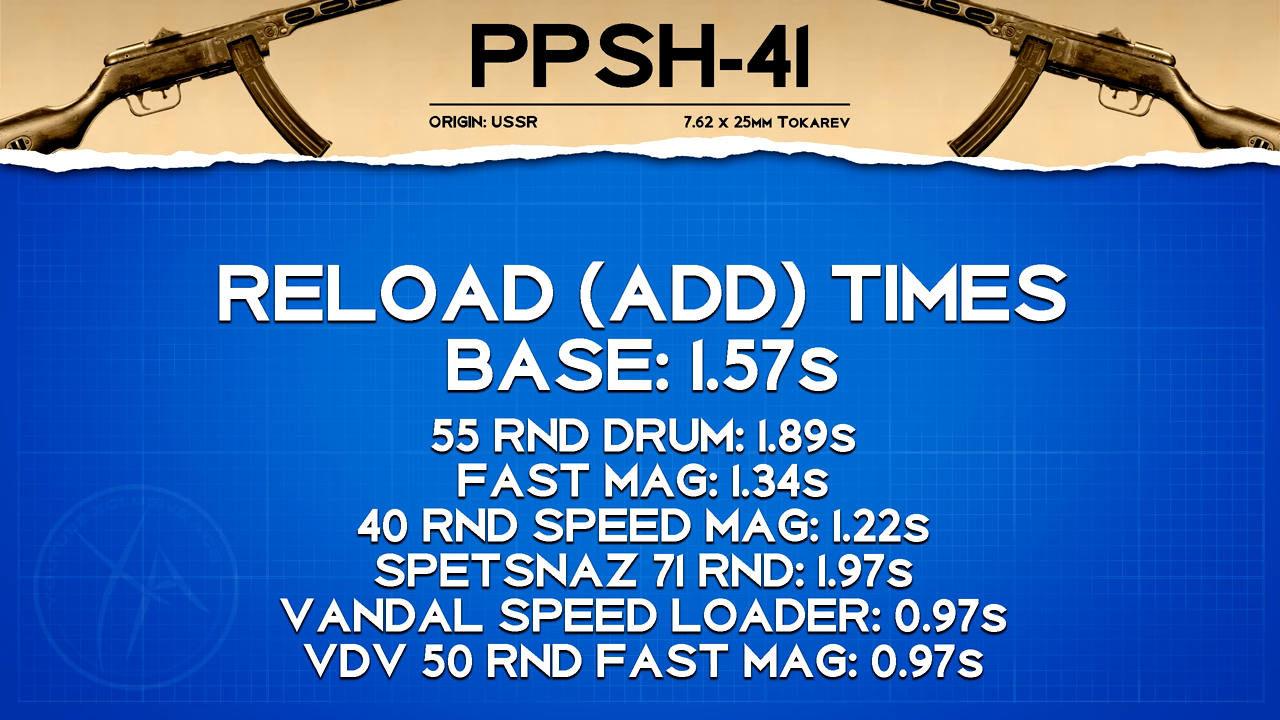 PPSH-41
ORIGIN: USSR 7.62 x 25mm Tokarev
RELOAD (ADD) TIMES
BASE: 1.57s
55 RND DRUM: 1.89s
FAST MAG: 1.34s
40 RND SPEED MAG: 1.22s
SPETSNAZ 71 RND: 1.97s
VANDAL SPEED LOADER: 0.97s
VDV 50 RND FAST MAG: 0.97s